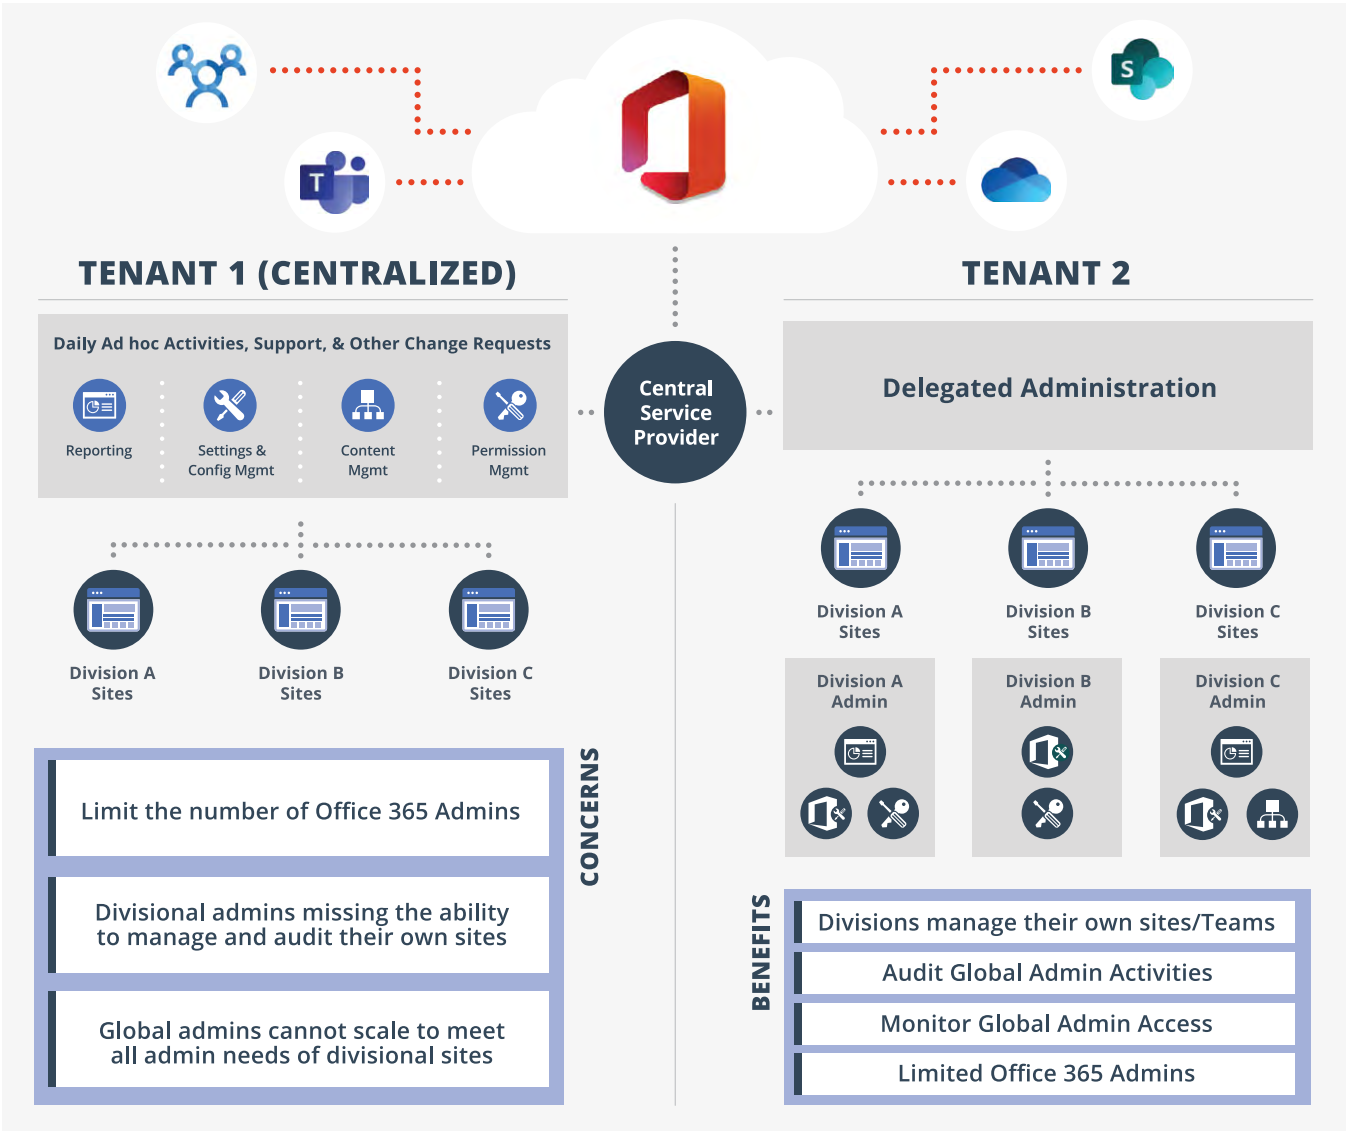 T
S
TENANT 1 (CENTRALIZED)
Daily Ad hoc Activities, Support, & Other Change Requests
Reporting
Settings &
Config Mgmt
Content
Mgmt
Permission
Mgmt
Central
Service
Provider
TENANT 2
Delegated Administration
Division A
Sites
Division B
Sites
Division C
Sites
Division A
Sites
Division B
Sites
Division C
Sites
Division A
Admin
Division B
Admin
Division C
Admin
CONCERNS
Limit the number of Office 365 Admins
Divisional admins missing the ability
to manage and audit their own sites
Global admins cannot scale to meet
all admin needs of divisional sites
BENEFITS
Divisions manage their own sites/Teams
Audit Global Admin Activities
Monitor Global Admin Access
Limited Office 365 Admins